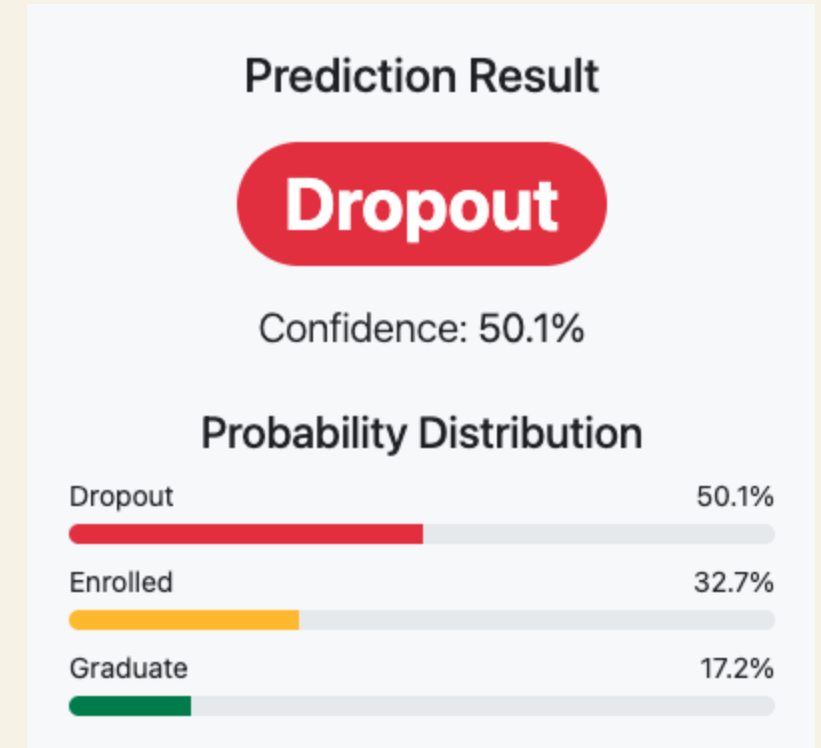 Prediction Result
Dropout
Confidence: 50.1%
Probability Distribution
Dropout 50.1%
Enrolled 32.7%
Graduate 17.2%